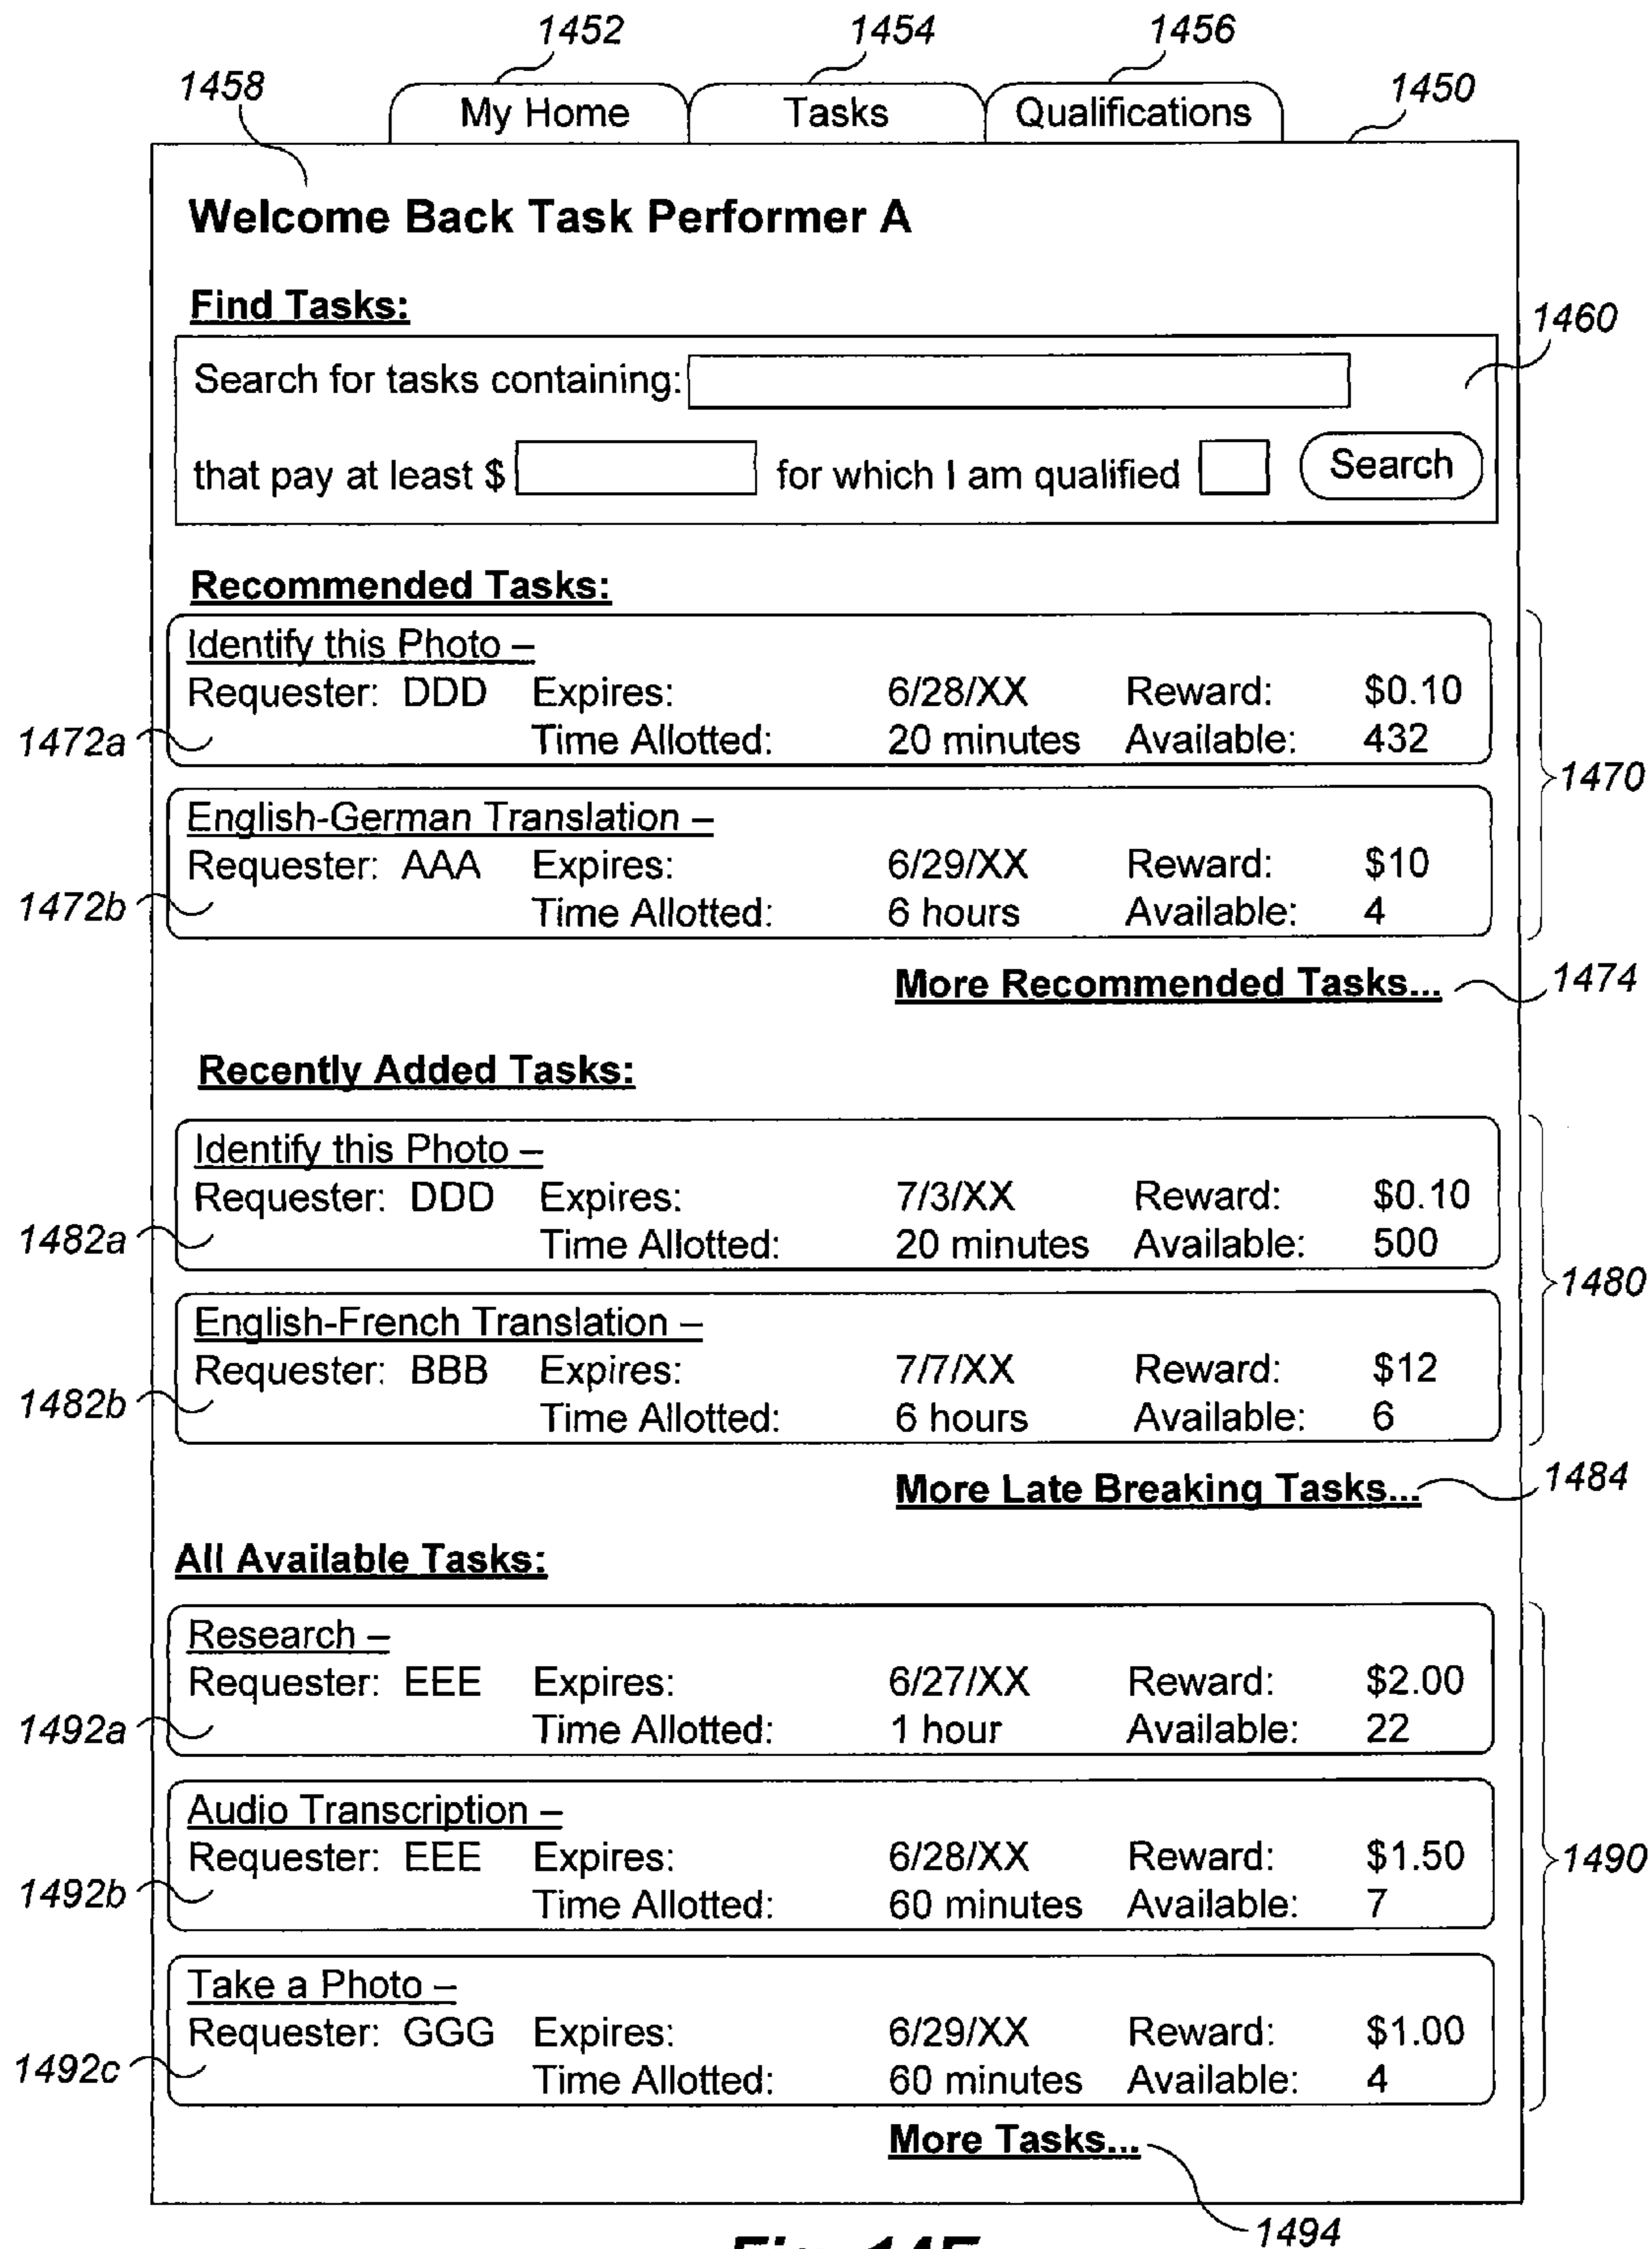 1452
1454
1456
1458
1450
My Home
Tasks
Qualifications
Welcome Back Task Performer A
Find Tasks:
1460
Search for tasks containing:
that pay at least $ for which I am qualified Search
Recommended Tasks:
Identify this Photo –
Requester: DDD Expires: 6/28/XX Reward: $0.10
1472a Time Allotted: 20 minutes Available: 432
1470
English-German Translation –
Requester: AAA Expires: 6/29/XX Reward: $10
1472b Time Allotted: 6 hours Available: 4
More Recommended Tasks... 1474
Recently Added Tasks:
Identify this Photo –
Requester: DDD Expires: 7/3/XX Reward: $0.10
1482a Time Allotted: 20 minutes Available: 500
1480
English-French Translation –
Requester: BBB Expires: 7/7/XX Reward: $12
1482b Time Allotted: 6 hours Available: 6
More Late Breaking Tasks... 1484
All Available Tasks:
Research –
Requester: EEE Expires: 6/27/XX Reward: $2.00
1492a Time Allotted: 1 hour Available: 22
Audio Transcription –
Requester: EEE Expires: 6/28/XX Reward: $1.50
1490
1492b Time Allotted: 60 minutes Available: 7
Take a Photo –
Requester: GGG Expires: 6/29/XX Reward: $1.00
1492c Time Allotted: 60 minutes Available: 4
More Tasks...
1494